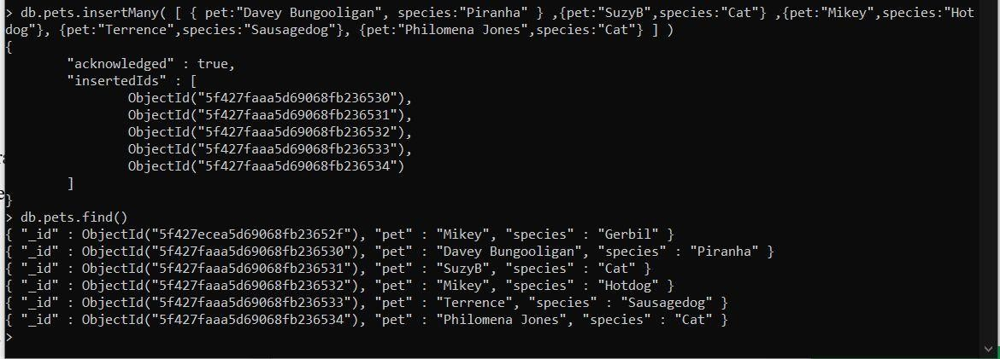 > db.pets.insertMany( [ { pet:"Davey Bungooligan", species:"Piranha" } ,{pet:"SuzyB",species:"Cat"} ,{pet:"Mikey",species:"Hot
dog"}, {pet:"Terrence",species:"Sausagedog"}, {pet:"Philomena Jones",species:"Cat"} ] )
{
        "acknowledged" : true,
        "insertedIds" : [
                ObjectId("5f427faaa5d69068fb236530"),
                ObjectId("5f427faaa5d69068fb236531"),
                ObjectId("5f427faaa5d69068fb236532"),
                ObjectId("5f427faaa5d69068fb236533"),
                ObjectId("5f427faaa5d69068fb236534")
        ]
}
> db.pets.find()
{ "_id" : ObjectId("5f427ecea5d69068fb23652f"), "pet" : "Mikey", "species" : "Gerbil" }
{ "_id" : ObjectId("5f427faaa5d69068fb236530"), "pet" : "Davey Bungooligan", "species" : "Piranha" }
{ "_id" : ObjectId("5f427faaa5d69068fb236531"), "pet" : "SuzyB", "species" : "Cat" }
{ "_id" : ObjectId("5f427faaa5d69068fb236532"), "pet" : "Mikey", "species" : "Hotdog" }
{ "_id" : ObjectId("5f427faaa5d69068fb236533"), "pet" : "Terrence", "species" : "Sausagedog" }
{ "_id" : ObjectId("5f427faaa5d69068fb236534"), "pet" : "Philomena Jones", "species" : "Cat" }
>